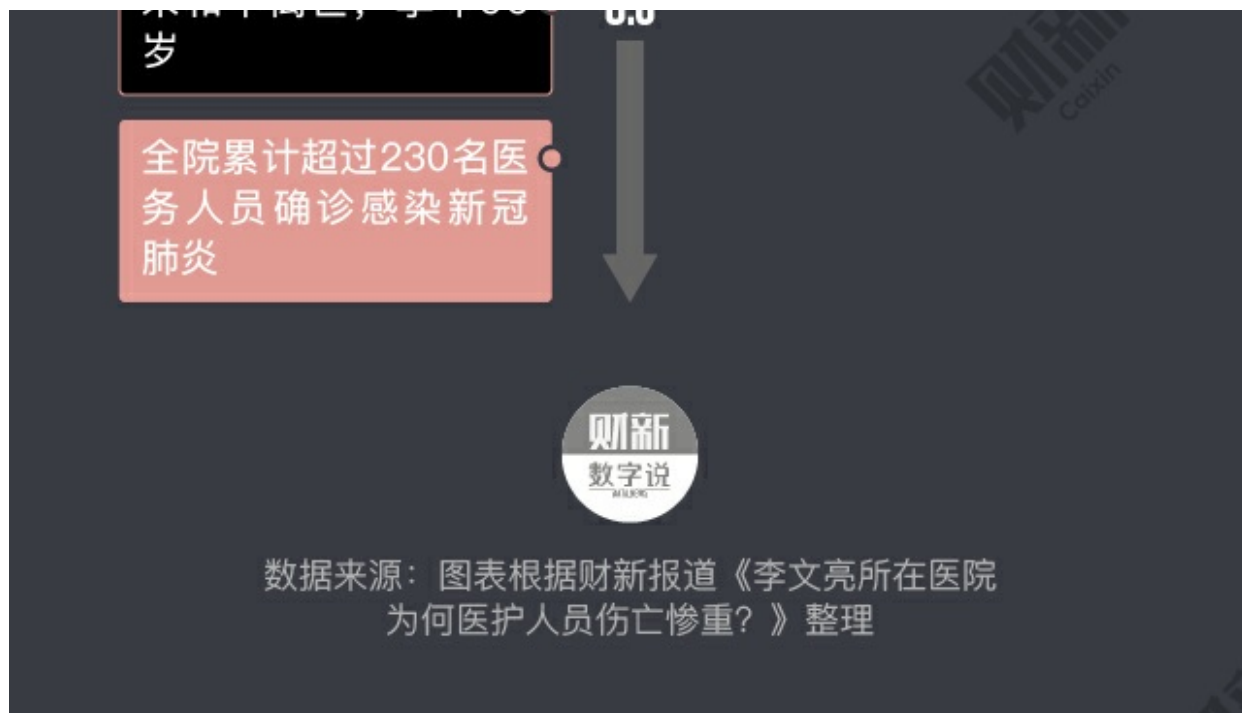 岁
全院累计超过230名医
务人员确诊感染新冠
肺炎
财新
Caixin
财新
数字说
数据来源：图表根据财新报道《李文亮所在医院
为何医护人员伤亡惨重？》整理